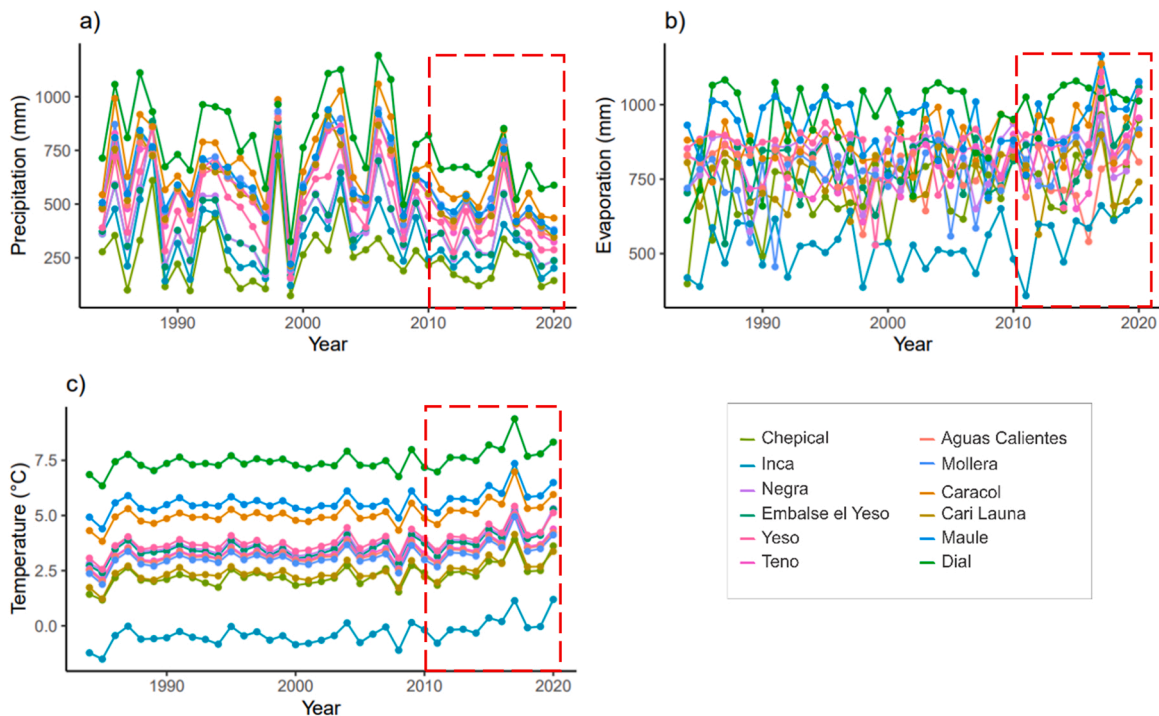 a)
Precipitation (mm)
1000
750
500
250
1990
2000
2010
2020
Year
b)
Evaporation (mm)
1000
750
500
1990
2000
2010
2020
Year
c)
Temperature (°C)
7.5
5.0
2.5
0.0
1990
2000
2010
2020
Year
Chepical
Inca
Negra
Embalse el Yeso
Yeso
Teno
Aguas Calientes
Mollera
Caracol
Cari Launa
Maule
Dial